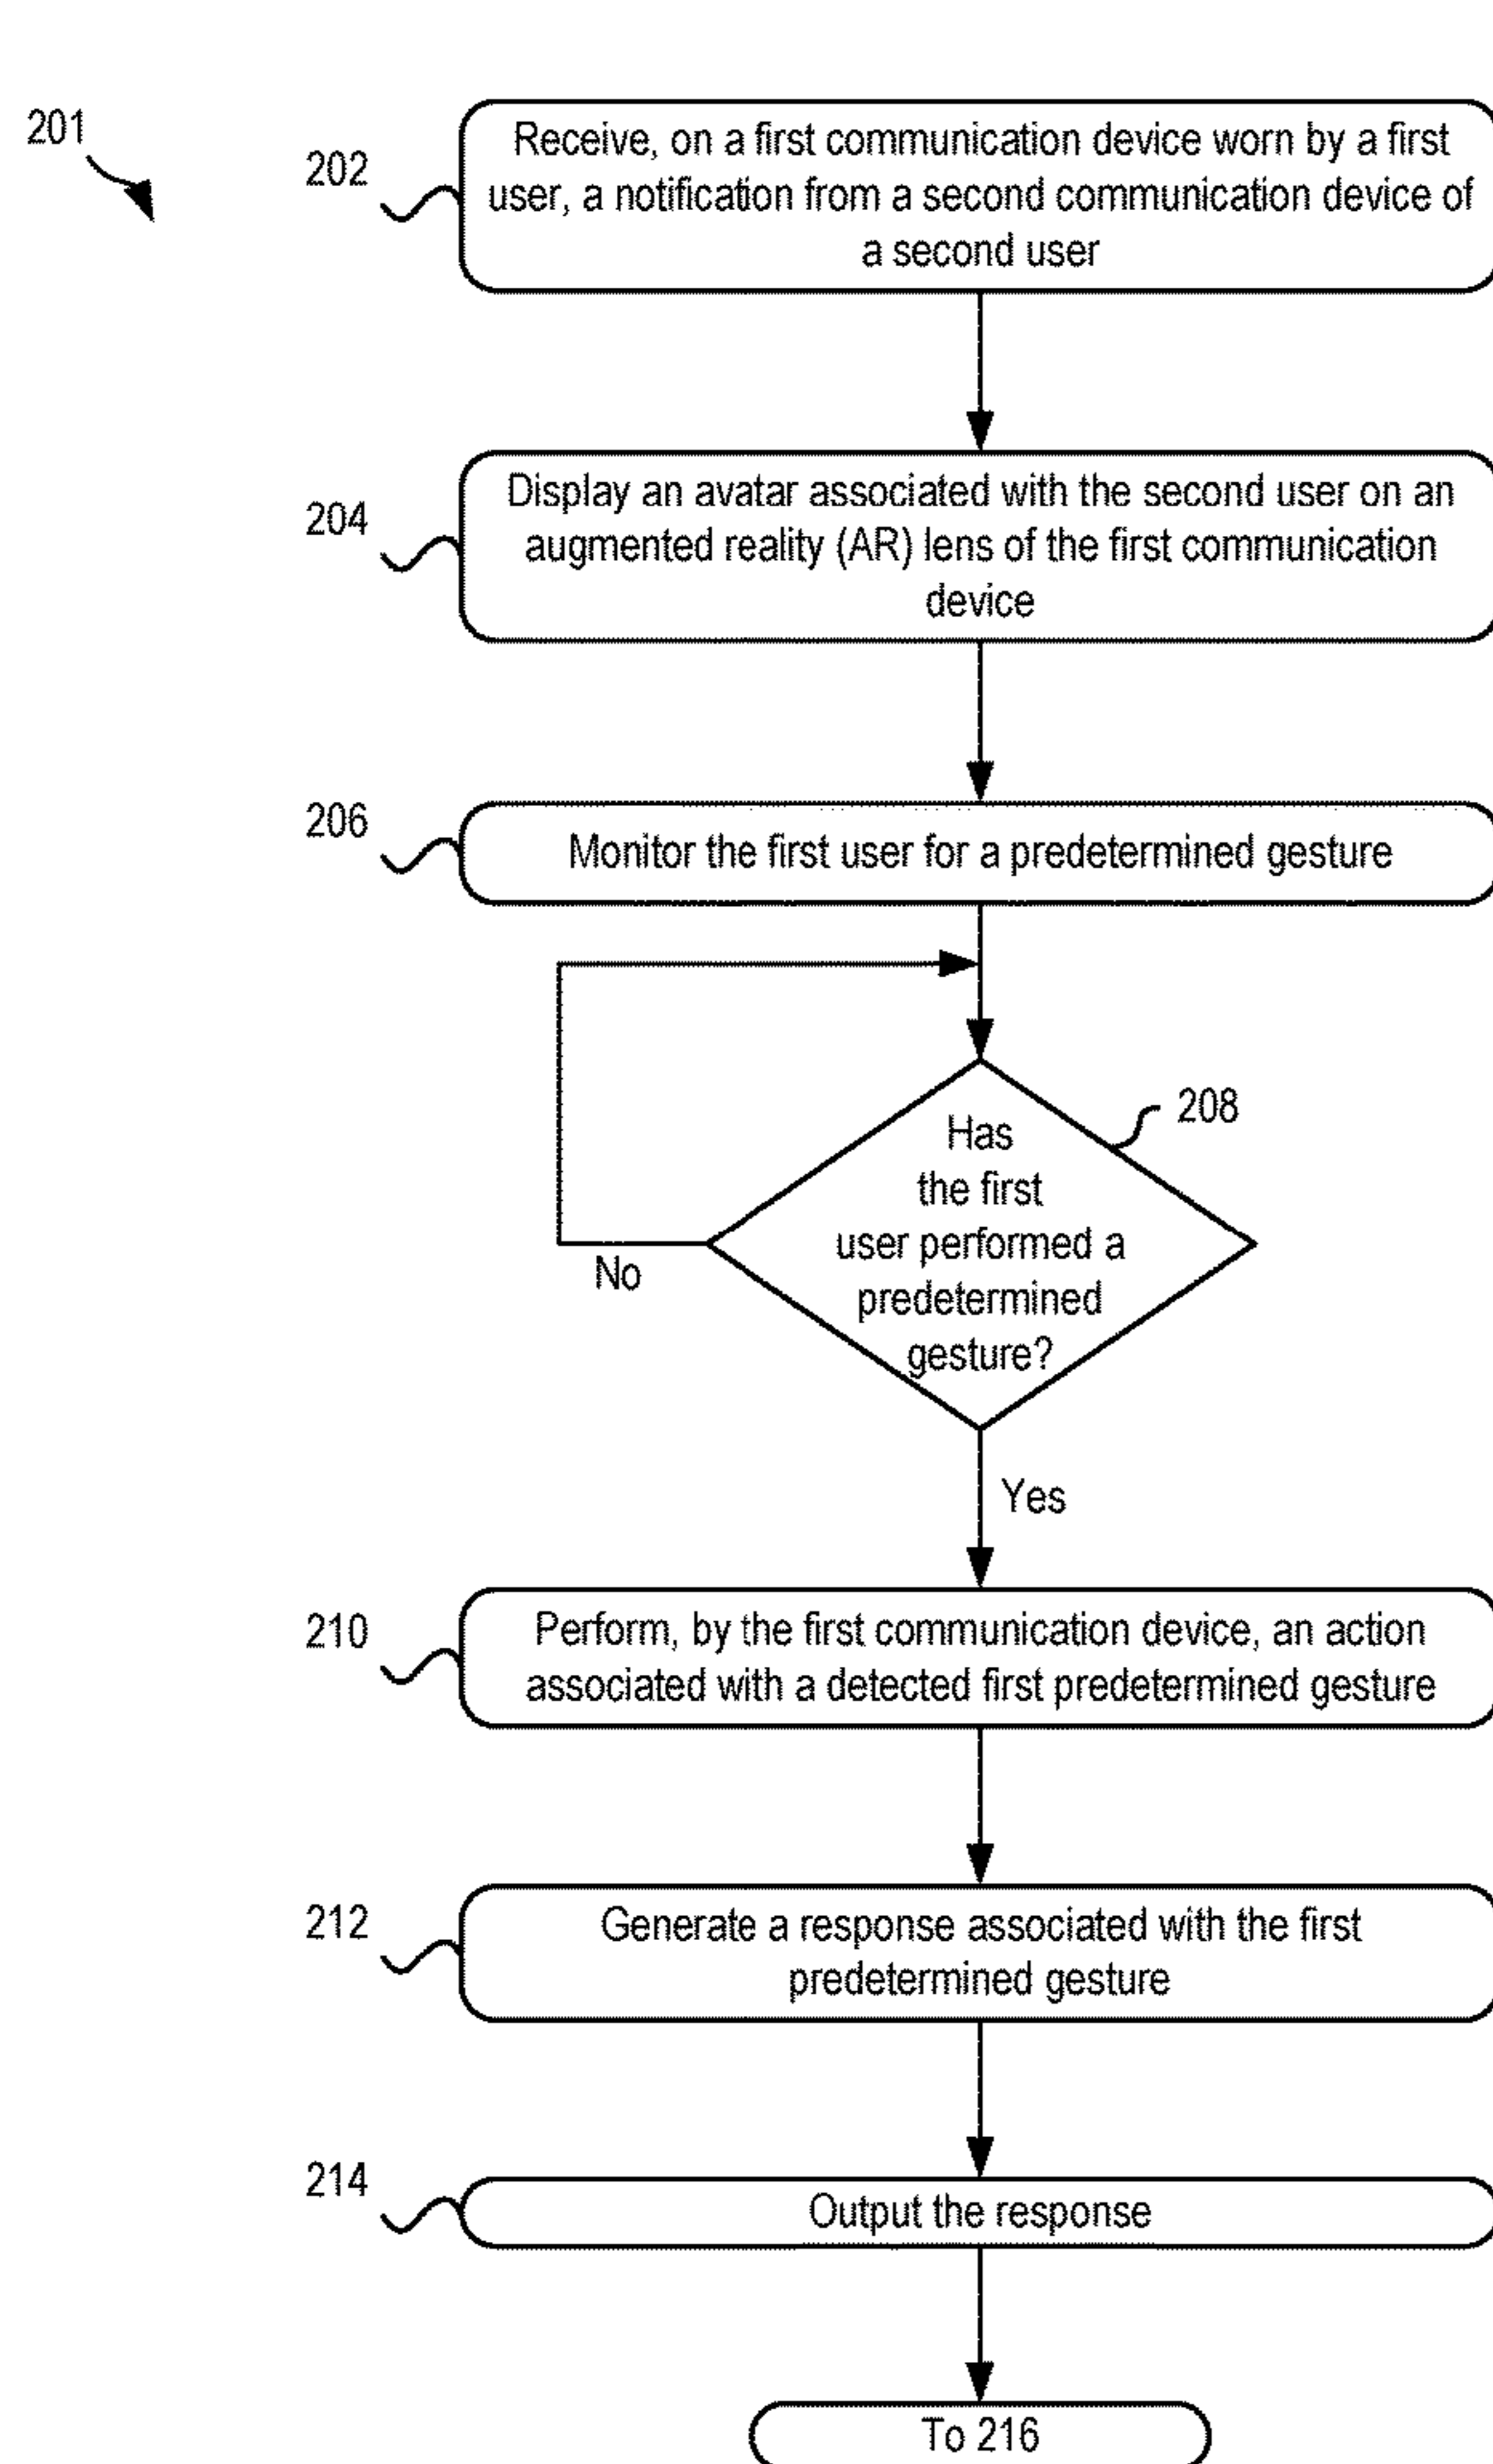 201
202
Receive, on a first communication device worn by a first
user, a notification from a second communication device of
a second user
204
Display an avatar associated with the second user on an
augmented reality (AR) lens of the first communication
device
206
Monitor the first user for a predetermined gesture
208
Has
the first
user performed a
predetermined
gesture?
No
Yes
210
Perform, by the first communication device, an action
associated with a detected first predetermined gesture
212
Generate a response associated with the first
predetermined gesture
214
Output the response
To 216